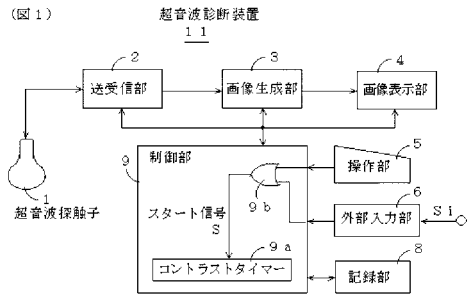 (図1)
超音波診断装置
11
2
送受信部
3
画像生成部
4
画像表示部
1
超音波探触子
9
制御部
9b
スタート信号
S
9a
コントラストタイマー
5
操作部
6
外部入力部
Si
8
記録部